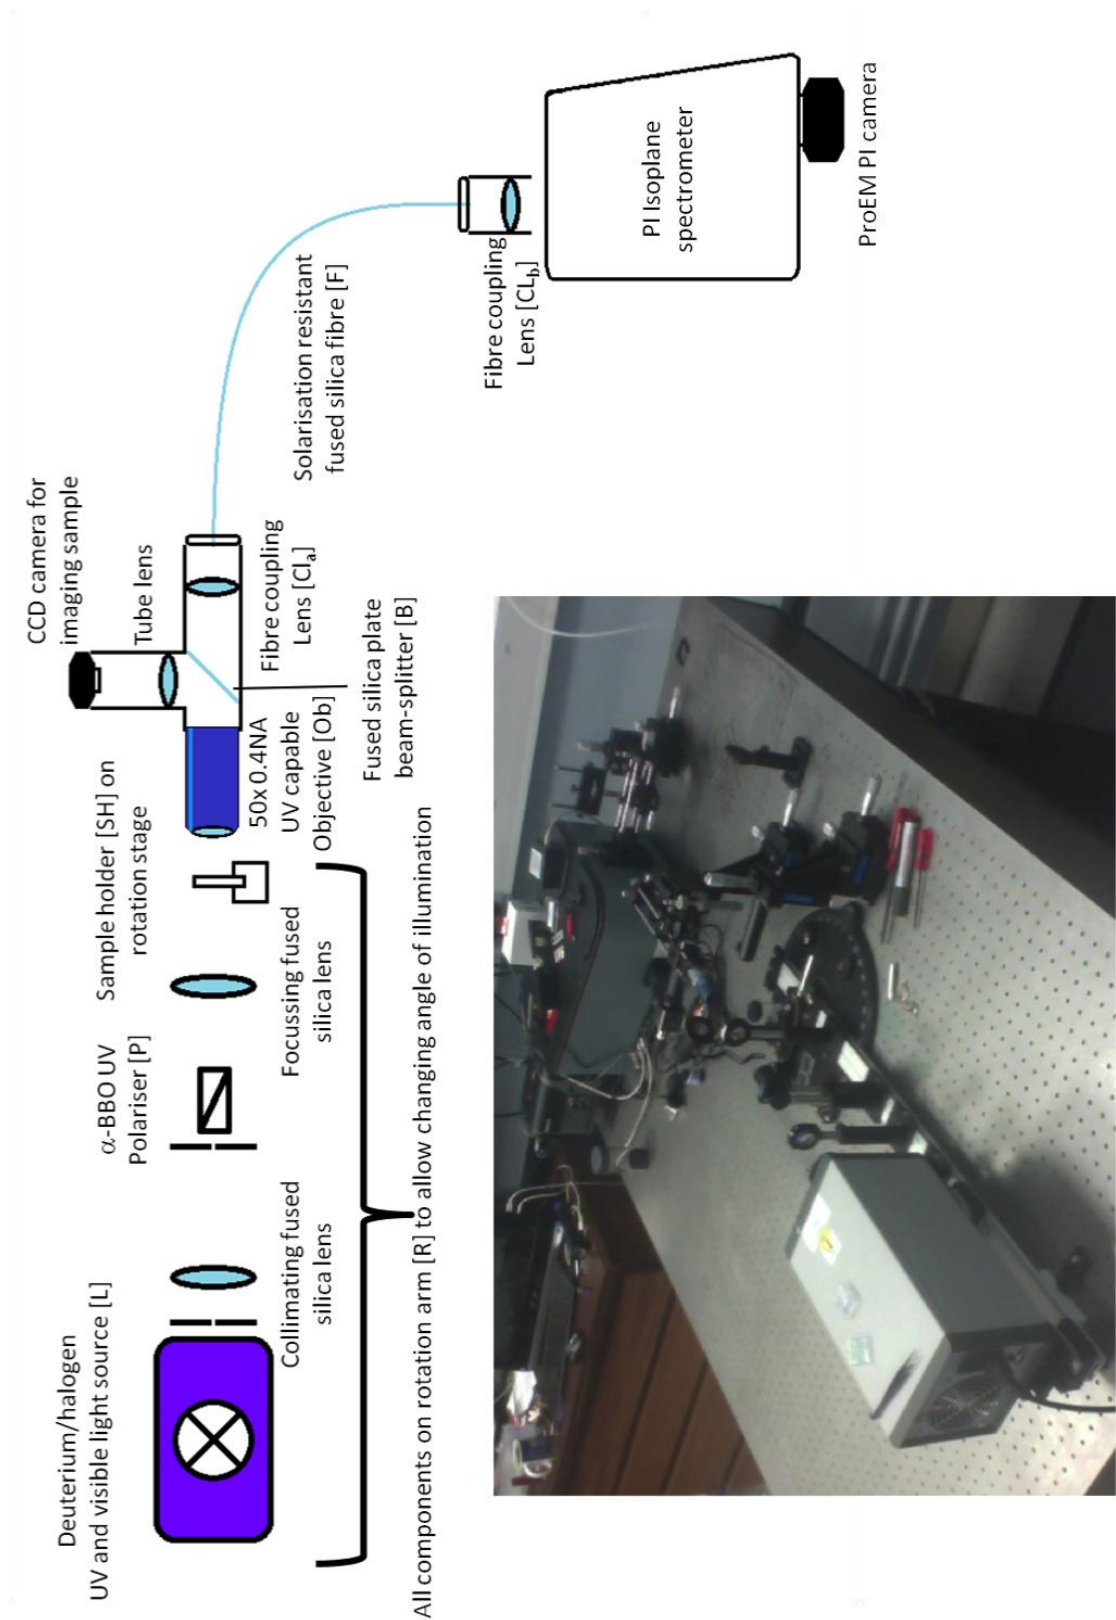 Deuterium/halogen
UV and visible light source [L]
Collimating fused
silica lens
α-BBO UV
Polariser [P]
Focussing fused
silica lens
Sample holder [SH] on
rotation stage
50x 0.4NA
UV capable
Objective [Ob]
CCD camera for
imaging sample
Tube lens
Fibre coupling
Lens [Cl_a]
Fused silica plate
beam-splitter [B]
All components on rotation arm [R] to allow changing angle of illumination
Solarisation resistant
fused silica fibre [F]
Fibre coupling
Lens [CL_b]
PI Isoplane
spectrometer
ProEM PI camera